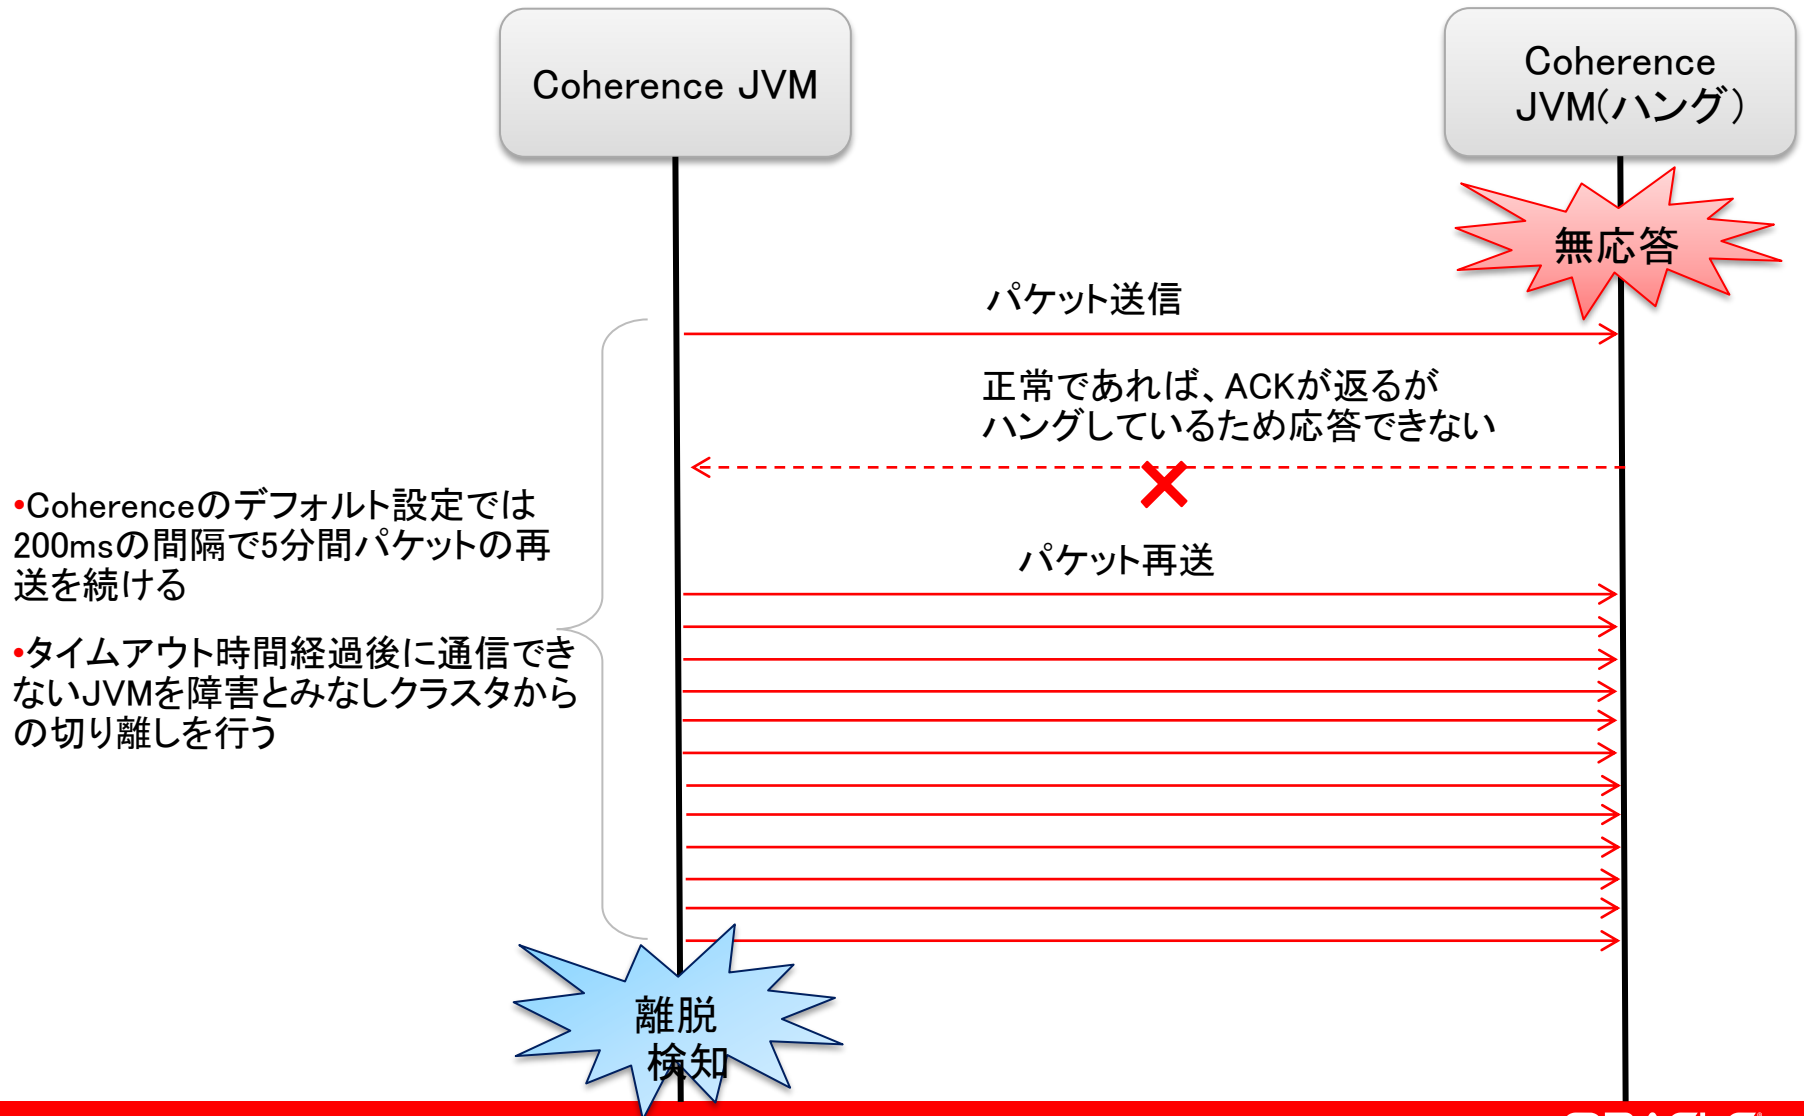 Coherence JVM
Coherence
JVM(ハング)
無応答
パケット送信
正常であれば、ACKが返るが
ハングしているため応答できない
•Coherenceのデフォルト設定では
200msの間隔で5分間パケットの再
送を続ける
パケット再送
•タイムアウト時間経過後に通信でき
ないJVMを障害とみなしクラスタから
の切り離しを行う
離脱
検知